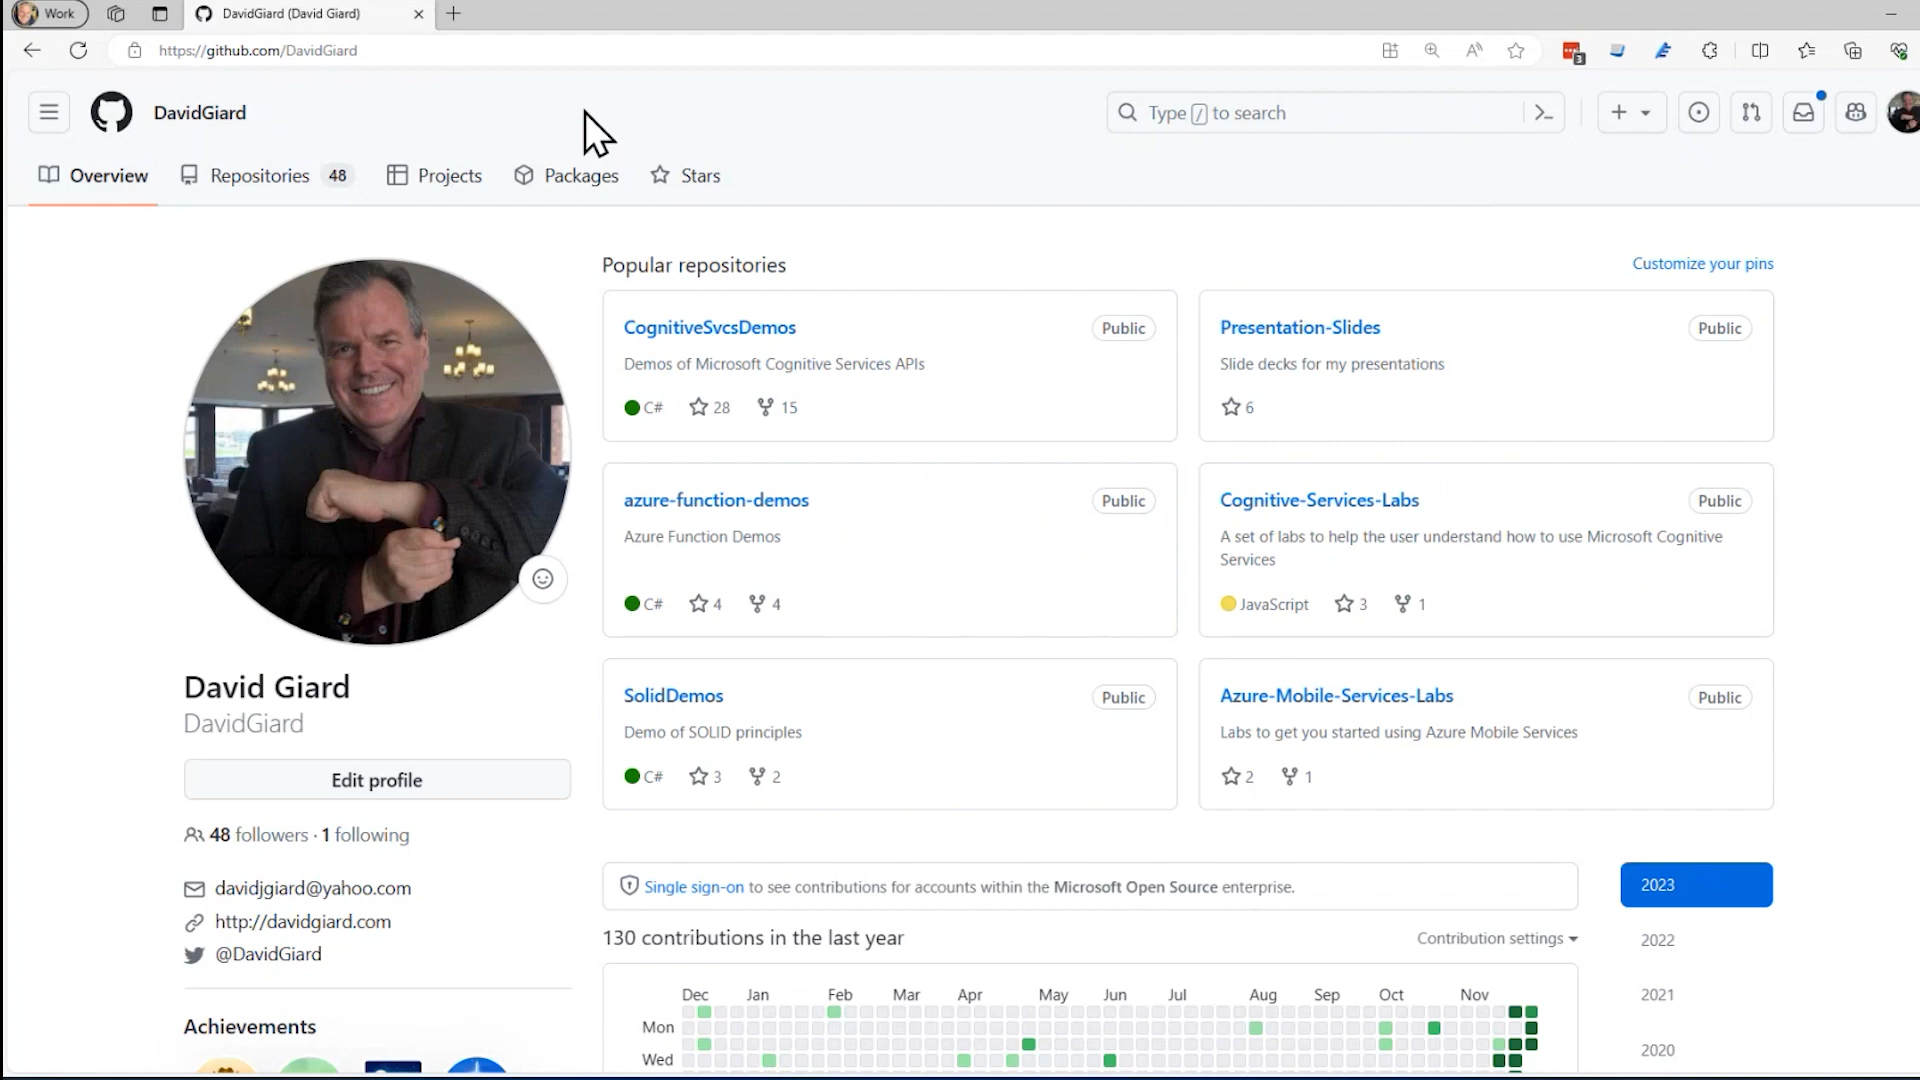 Work
DavidGiard (David Giard)
https://github.com/DavidGiard
3
DavidGiard
Type / to search
Overview
Repositories 48
Projects
Packages
Stars
Popular repositories
Customize your pins
CognitiveSvcsDemos Public
Demos of Microsoft Cognitive Services APIs
C# 28 15
Presentation-Slides Public
Slide decks for my presentations
6
azure-function-demos Public
Azure Function Demos
C# 4 4
Cognitive-Services-Labs Public
A set of labs to help the user understand how to use Microsoft Cognitive
Services
JavaScript 3 1
SolidDemos Public
Demo of SOLID principles
C# 3 2
Azure-Mobile-Services-Labs Public
Labs to get you started using Azure Mobile Services
2 1
David Giard
DavidGiard
Edit profile
48 followers · 1 following
davidjgiard@yahoo.com
http://davidgiard.com
@DavidGiard
Achievements
Single sign-on to see contributions for accounts within the Microsoft Open Source enterprise.
130 contributions in the last year
Contribution settings
Dec Jan Feb Mar Apr May Jun Jul Aug Sep Oct Nov
Mon
Wed
2023
2022
2021
2020